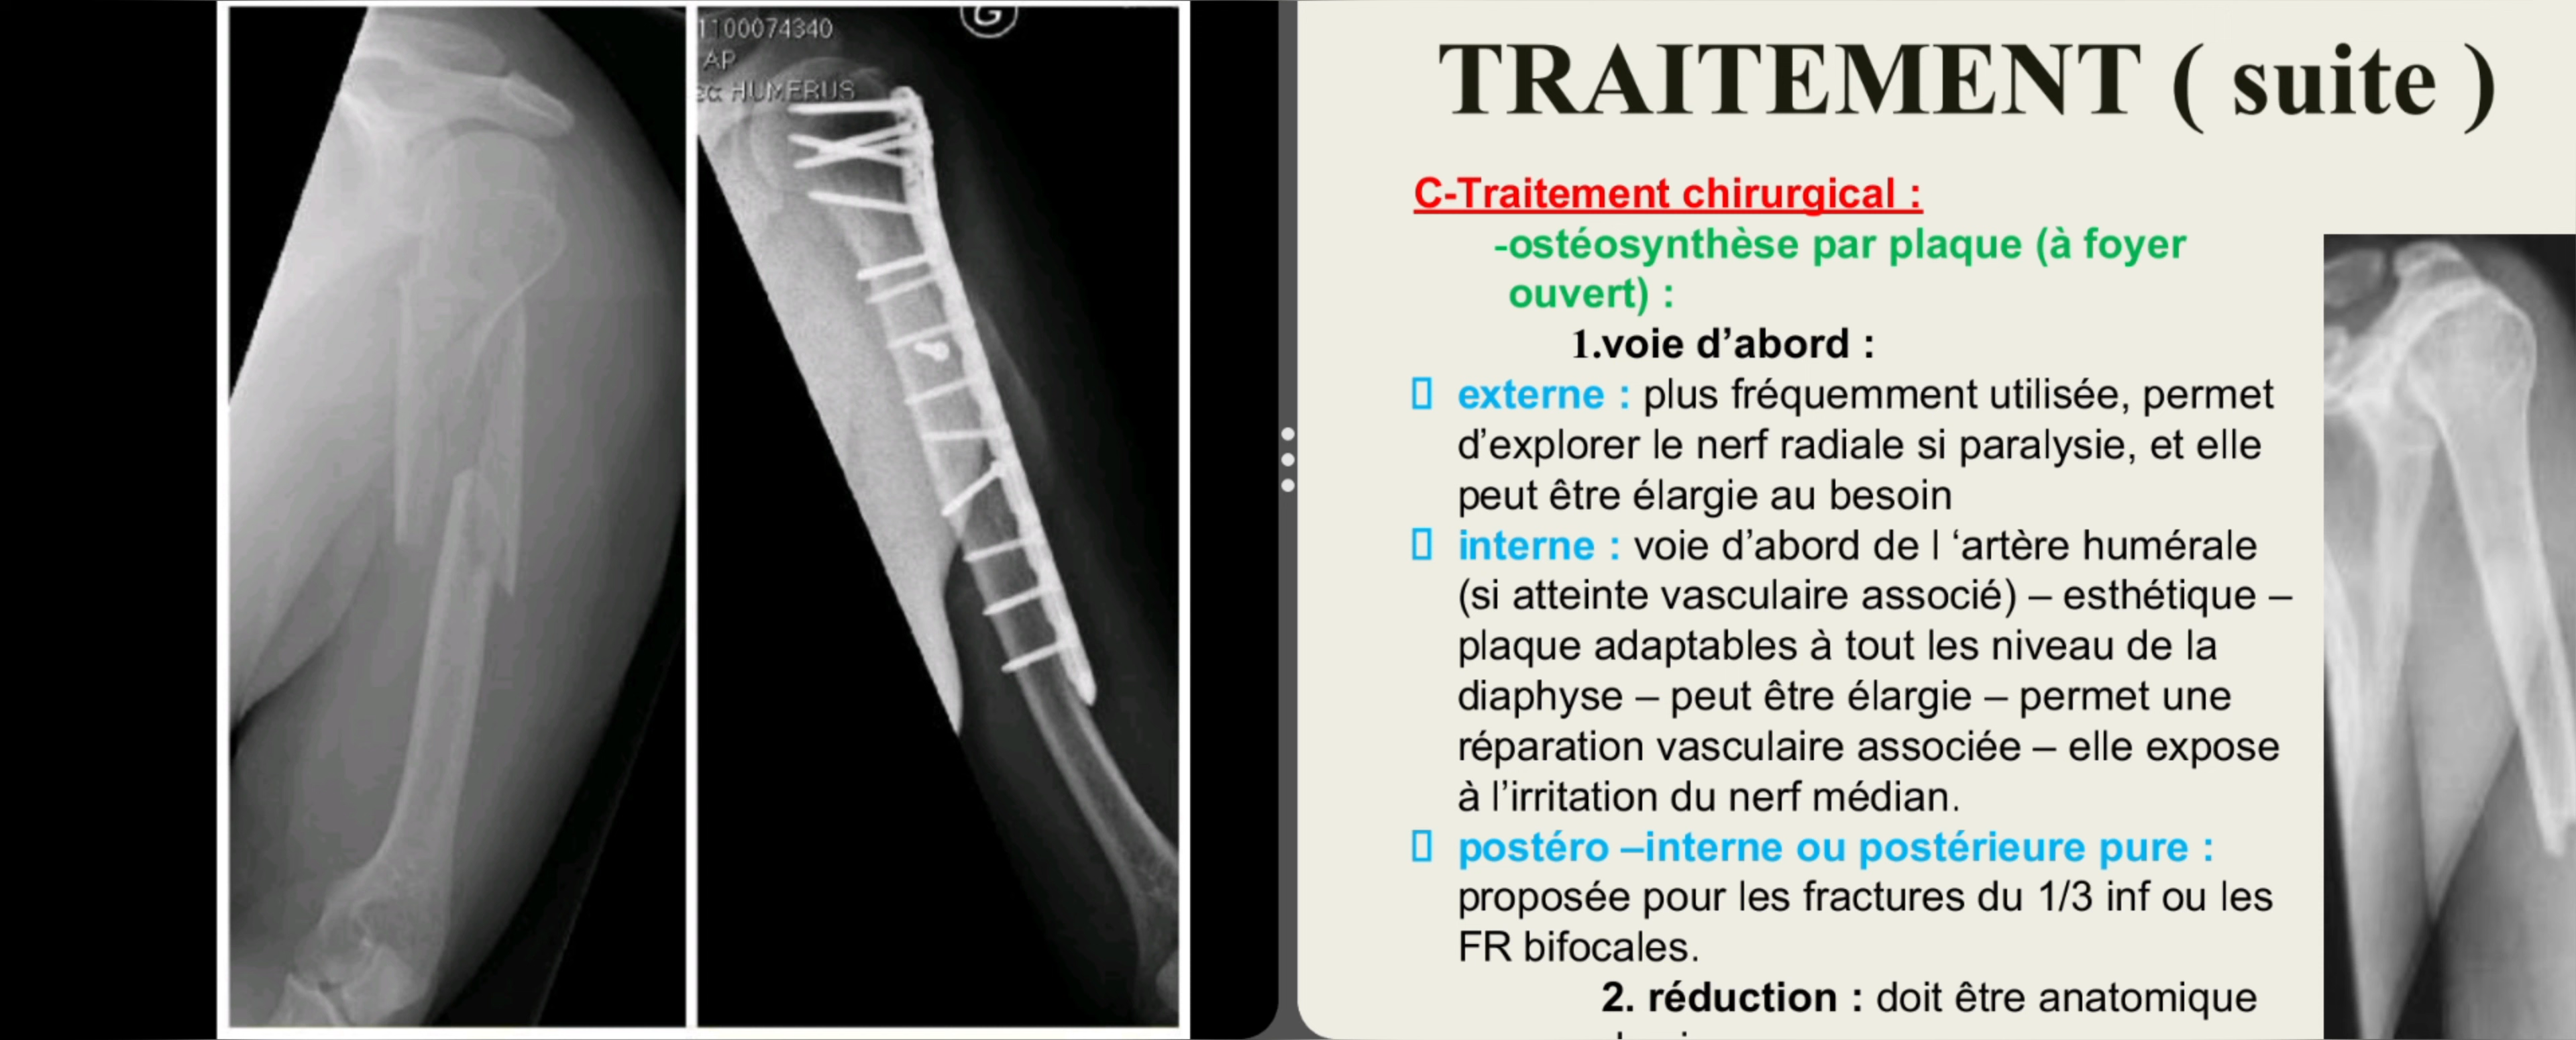 1100074340
AP
HUMERUS
G
TRAITEMENT ( suite )
C-Traitement chirurgical :
-ostéosynthèse par plaque (à foyer
ouvert) :
1.voie d’abord :
externe : plus fréquemment utilisée, permet
d’explorer le nerf radiale si paralysie, et elle
peut être élargie au besoin
interne : voie d’abord de l ‘artère humérale
(si atteinte vasculaire associé) – esthétique –
plaque adaptables à tout les niveau de la
diaphyse – peut être élargie – permet une
réparation vasculaire associée – elle expose
à l’irritation du nerf médian.
postéro –interne ou postérieure pure :
proposée pour les fractures du 1/3 inf ou les
FR bifocales.
2. réduction : doit être anatomique